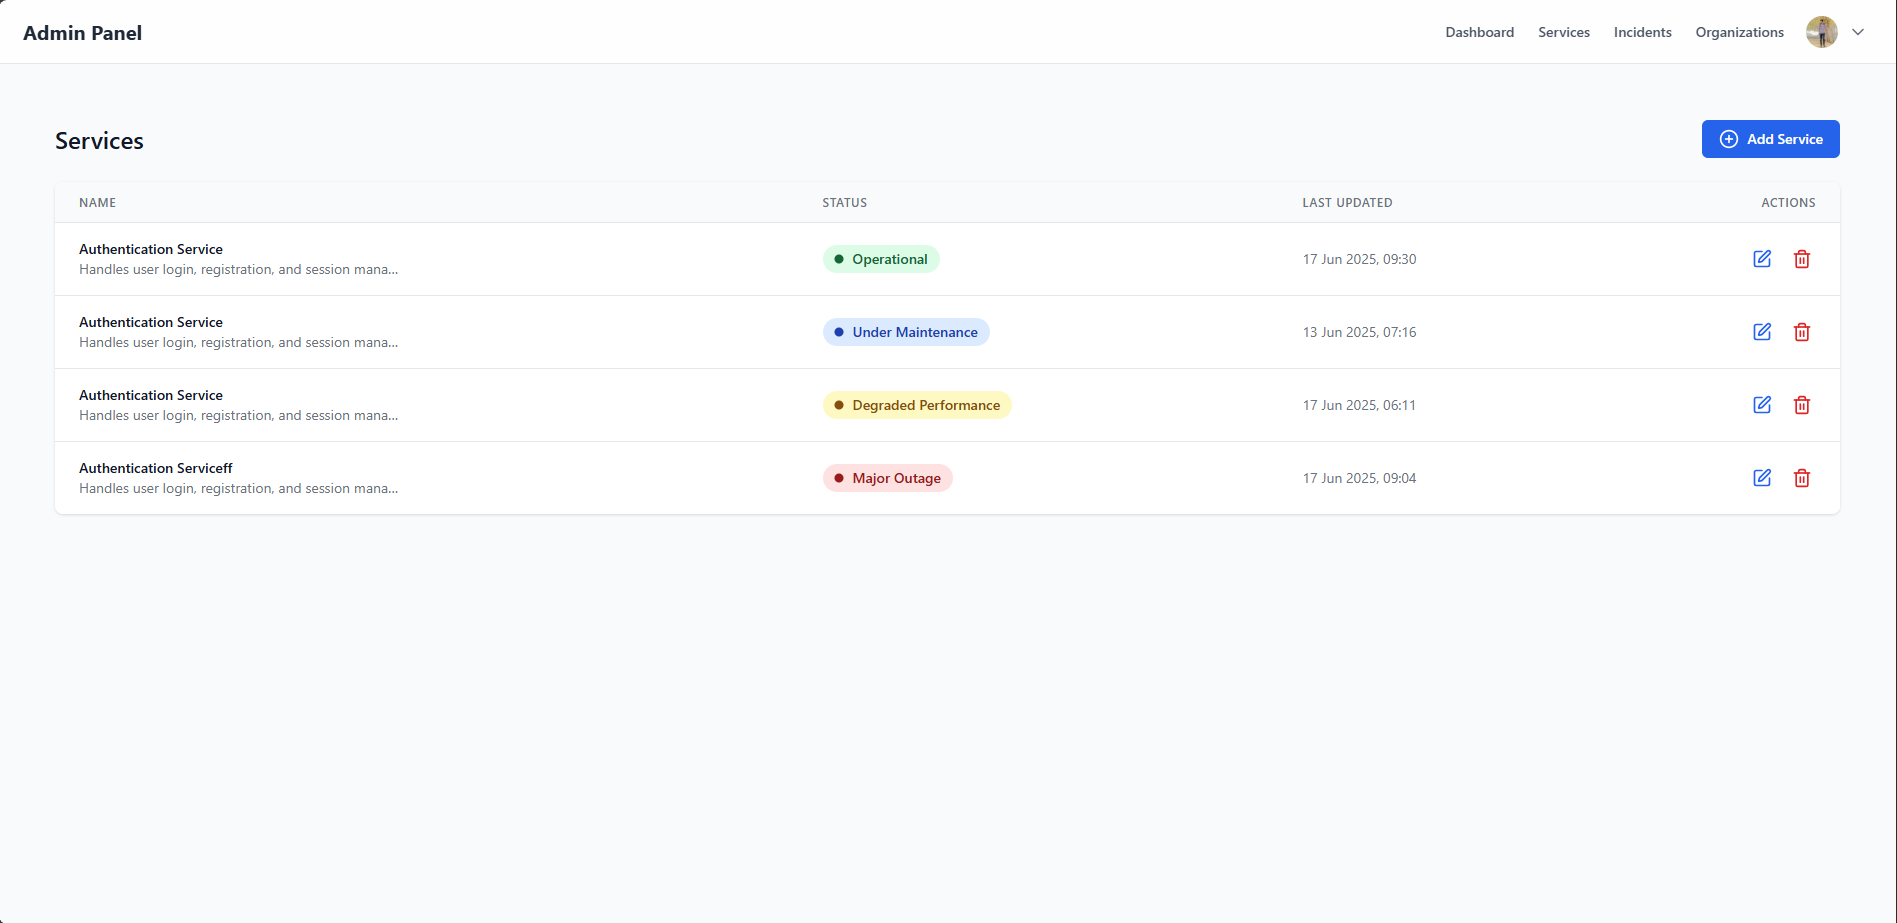 Admin Panel
Dashboard Services Incidents Organizations
Services
Add Service
NAME STATUS LAST UPDATED ACTIONS
Authentication Service
Handles user login, registration, and session mana...
Operational
17 Jun 2025, 09:30
Authentication Service
Handles user login, registration, and session mana...
Under Maintenance
13 Jun 2025, 07:16
Authentication Service
Handles user login, registration, and session mana...
Degraded Performance
17 Jun 2025, 06:11
Authentication Serviceff
Handles user login, registration, and session mana...
Major Outage
17 Jun 2025, 09:04